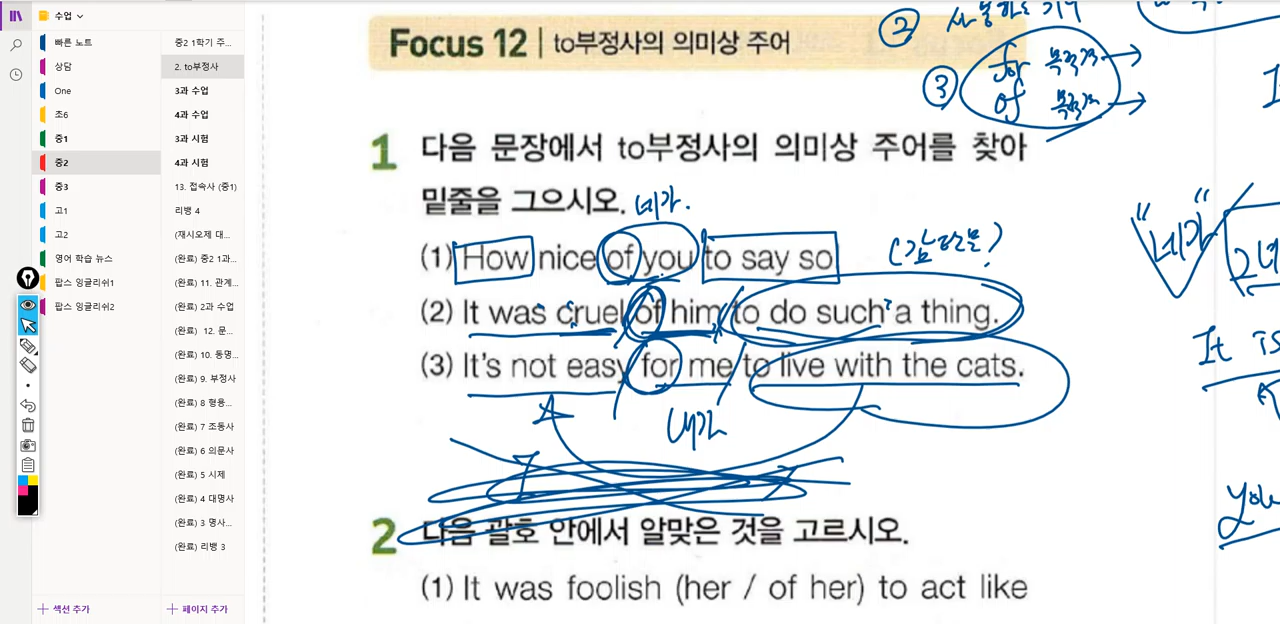 수업
빠른 노트
상담
One
초6
중1
중2
중3
고1
고2
영어 학습 뉴스
팝스 잉글리쉬1
팝스 잉글리쉬2
섹션 추가
중2 1학기 주...
2. to부정사
3과 수업
4과 수업
3과 시험
4과 시험
13. 접속사 (중1)
리뱅 4
(재시오제 대...
(완료) 중2 1과...
(완료) 11. 관계...
(완료) 2과 수업
(완료) 12. 문...
(완료) 10. 동명...
(완료) 9. 부정사
(완료) 8 형용...
(완료) 7 조동사
(완료) 6 의문사
(완료) 5 시제
(완료) 4 대명사
(완료) 3 명사...
(완료) 리뱅 3
페이지 추가
②
Focus 12 | to부정사의 의미상 주어
③ for 목적격 →
of 목적격 →
1 다음 문장에서 to부정사의 의미상 주어를 찾아
밑줄을 그으시오. 네가.
(1) How nice of you to say so
"네가"
(2) It was cruel of him to do such a thing.
It is
(3) It's not easy for me to live with the cats.
내가
you
2 다음 괄호 안에서 알맞은 것을 고르시오.
(1) It was foolish (her / of her) to act like